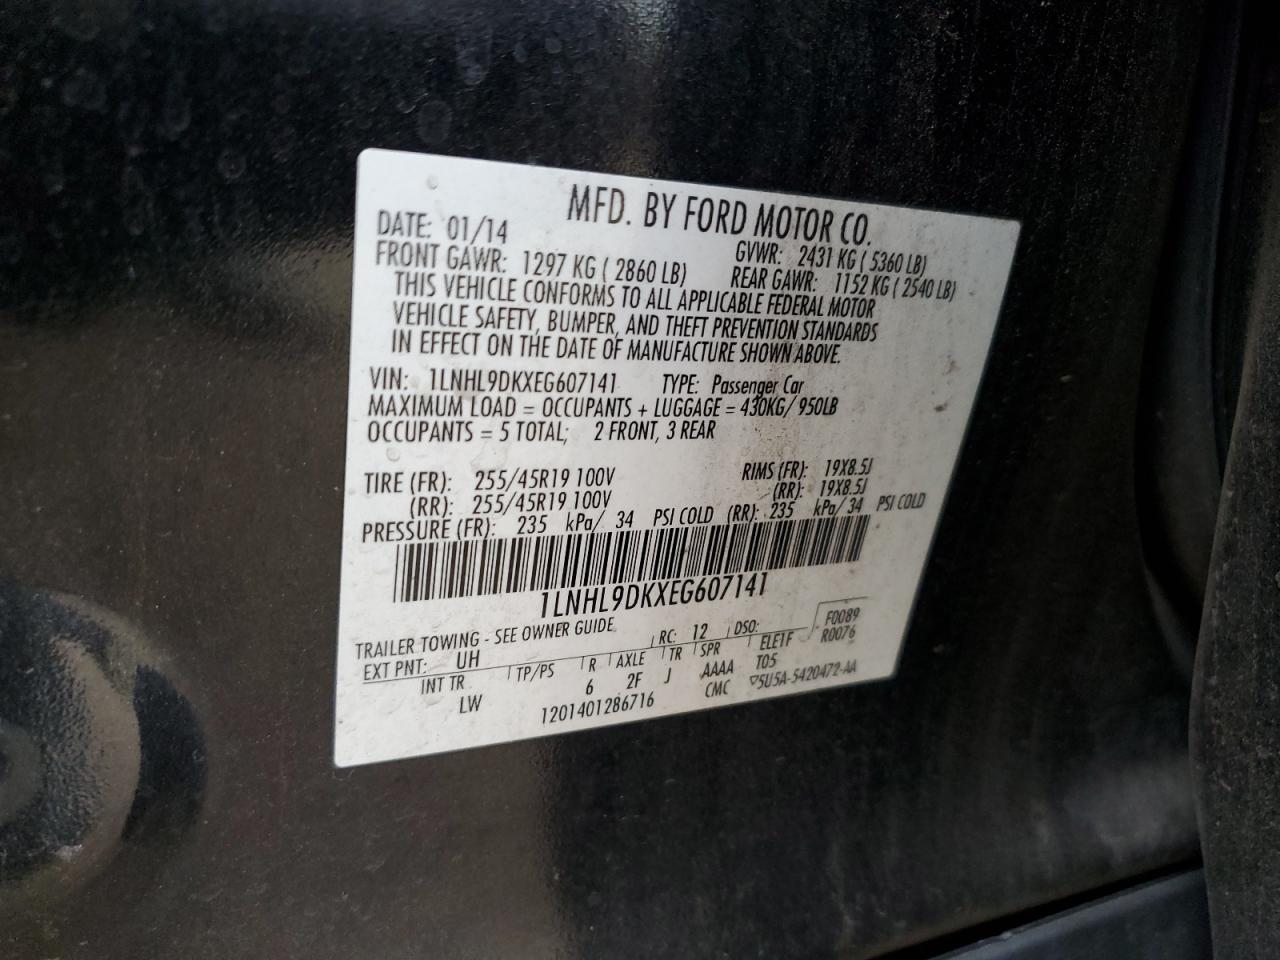 MFD. BY FORD MOTOR CO.
DATE: 01/14 GVWR: 2431 KG ( 5360 LB)
FRONT GAWR: 1297 KG ( 2860 LB) REAR GAWR: 1152 KG ( 2540 LB)
THIS VEHICLE CONFORMS TO ALL APPLICABLE FEDERAL MOTOR
VEHICLE SAFETY, BUMPER, AND THEFT PREVENTION STANDARDS
IN EFFECT ON THE DATE OF MANUFACTURE SHOWN ABOVE.
VIN: 1LNHL9DKXEG607141 TYPE: Passenger Car
MAXIMUM LOAD = OCCUPANTS + LUGGAGE = 430KG/ 950LB
OCCUPANTS = 5 TOTAL; 2 FRONT, 3 REAR
TIRE (FR): 255/45R19 100V RIMS (FR): 19X8.5J
(RR): 255/45R19 100V (RR): 19X8.5J
PRESSURE (FR): 235 kPa/ 34 PSI COLD (RR): 235 kPa/ 34 PSI COLD
1LNHL9DKXEG607141
TRAILER TOWING - SEE OWNER GUIDE F0089
EXT PNT: UH RC: 12 DSO: R0076
INT TR TP/PS R AXLE TR SPR ELE1F
LW 6 2F J AAAA T05
1201401286716 CMC ▽5U5A-5420472-AA